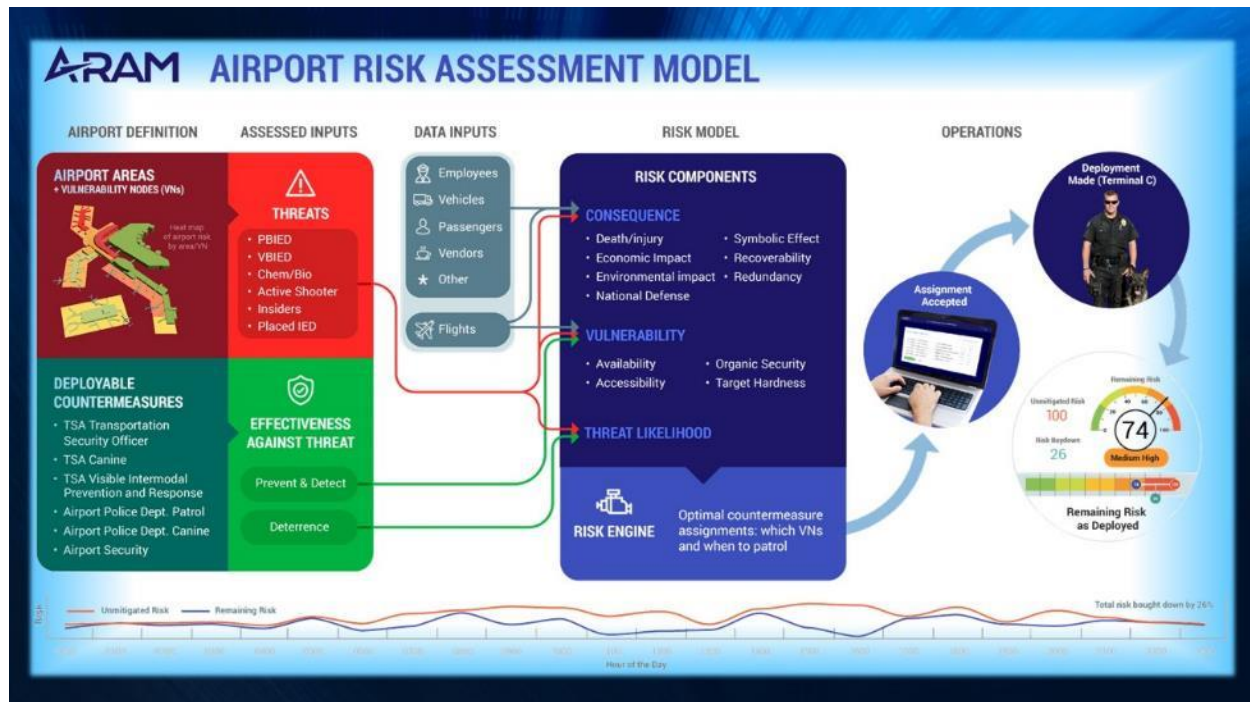 ARAM AIRPORT RISK ASSESSMENT MODEL
AIRPORT DEFINITION
ASSESSED INPUTS
DATA INPUTS
RISK MODEL
OPERATIONS
AIRPORT AREAS
+ VULNERABILITY NODES (VNs)
Heat map
of airport risk
by area/VN
THREATS
• PBIED
• VBIED
• Chem/Bio
• Active Shooter
• Insiders
• Placed IED
DEPLOYABLE
COUNTERMEASURES
• TSA Transportation
Security Officer
• TSA Canine
• TSA Visible Intermodal
Prevention and Response
• Airport Police Dept. Patrol
• Airport Police Dept. Canine
• Airport Security
EFFECTIVENESS
AGAINST THREAT
Prevent & Detect
Deterrence
Employees
Vehicles
Passengers
Vendors
Other
Flights
RISK COMPONENTS
CONSEQUENCE
• Death/injury
• Economic Impact
• Environmental impact
• National Defense
• Symbolic Effect
• Recoverability
• Redundancy
VULNERABILITY
• Availability
• Accessibility
• Organic Security
• Target Hardness
THREAT LIKELIHOOD
RISK ENGINE
Optimal countermeasure
assignments: which VNs
and when to patrol
Assignment
Accepted
Deployment
Made (Terminal C)
Remaining Risk
Unmitigated Risk
100
Risk Buydown
26
0
20
40
60
80
100
74
Medium High
Remaining Risk
as Deployed
Risk
Unmitigated Risk
Remaining Risk
Total risk bought down by 26%
Hour of the Day